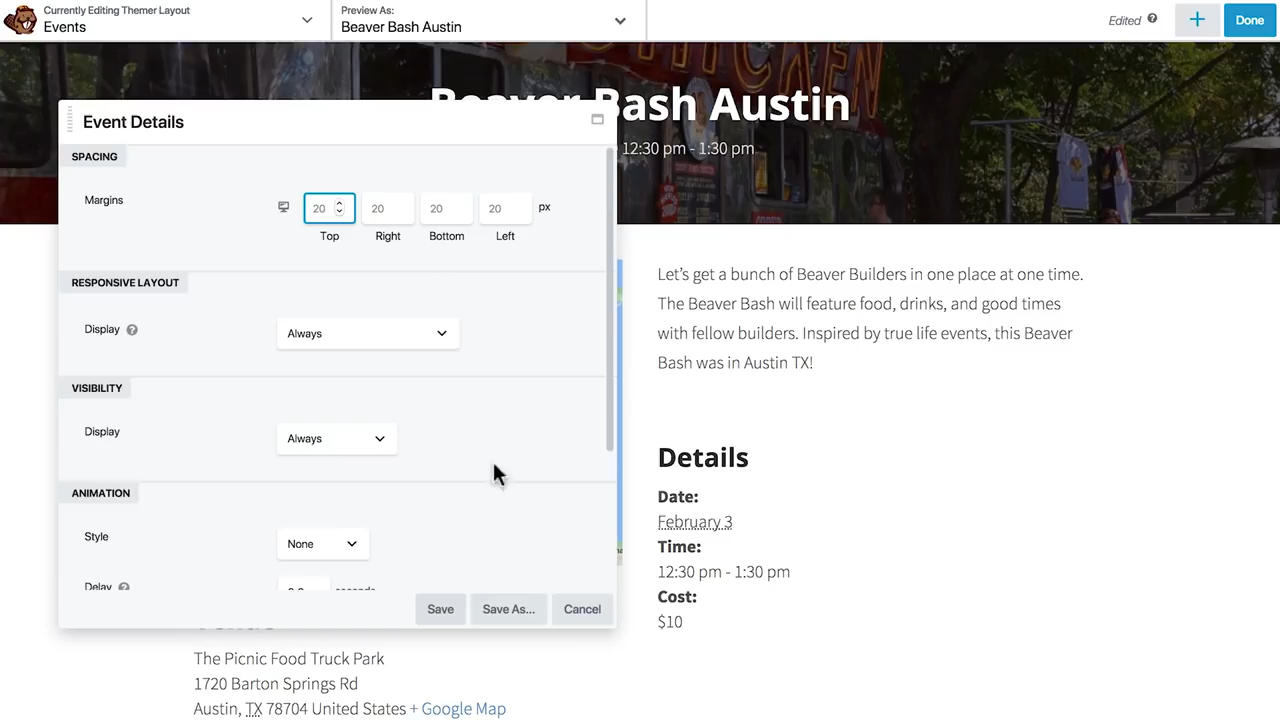 Currently Editing Themer Layout
Events
Preview As:
Beaver Bash Austin
Edited
Done
Beaver Bash Austin
12:30 pm - 1:30 pm
Event Details
SPACING
Margins
20 20 20 20 px
Top Right Bottom Left
RESPONSIVE LAYOUT
Display
Always
VISIBILITY
Display
Always
ANIMATION
Style
None
Delay
seconds
Save Save As... Cancel
Let's get a bunch of Beaver Builders in one place at one time.
The Beaver Bash will feature food, drinks, and good times
with fellow builders. Inspired by true life events, this Beaver
Bash was in Austin TX!
Details
Date:
February 3
Time:
12:30 pm - 1:30 pm
Cost:
$10
The Picnic Food Truck Park
1720 Barton Springs Rd
Austin, TX 78704 United States + Google Map